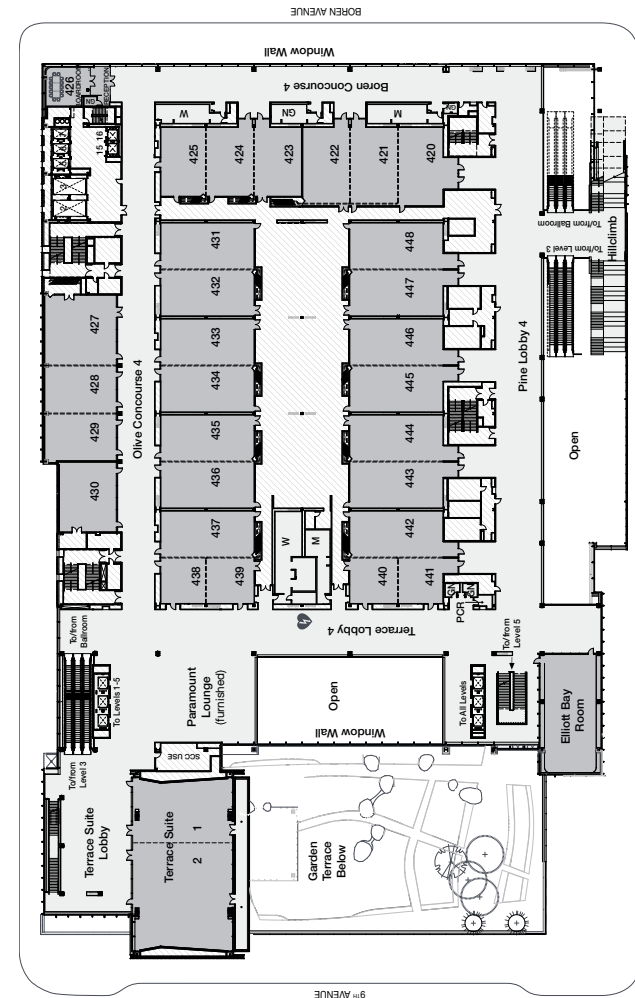 BOREN AVENUE
Window Wall
Boren Concourse 4
426
BOARDROOM
RECEPTION
GN
15 16
W
GN
M
GN
425
424
423
422
421
420
431
432
433
434
435
436
437
438
439
448
447
446
445
444
443
442
440
441
427
428
429
430
Olive Concourse 4
Pine Lobby 4
To/from Ballroom
To/from Level 3
Hillclimb
Open
W
M
GN
GN
PCR
Terrace Lobby 4
To/from
Ballroom
To Levels 1-5
To/from
Level 3
Paramount
Lounge
(furnished)
Open
Window Wall
To All Levels
To/from
Level 5
Elliott Bay
Room
SCC USE
Terrace Suite
Lobby
Terrace Suite
1
2
Garden
Terrace
Below
9TH AVENUE